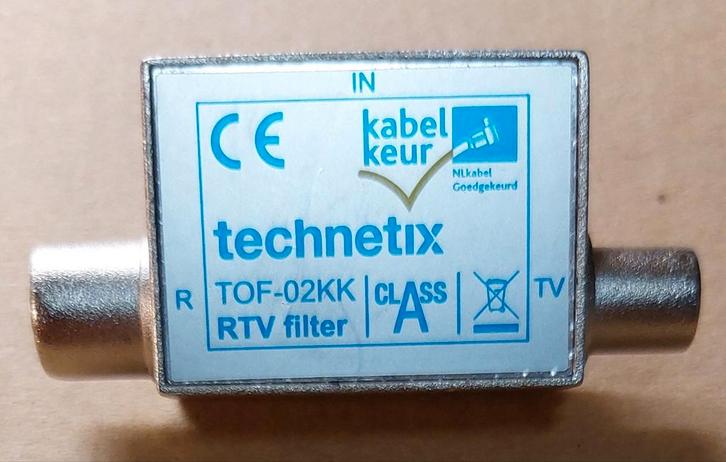 IN
CE
kabel
keur
NLkabel
Goedgekeurd
technetix
R
TOF-02KK
RTV filter
CLASS
A
TV